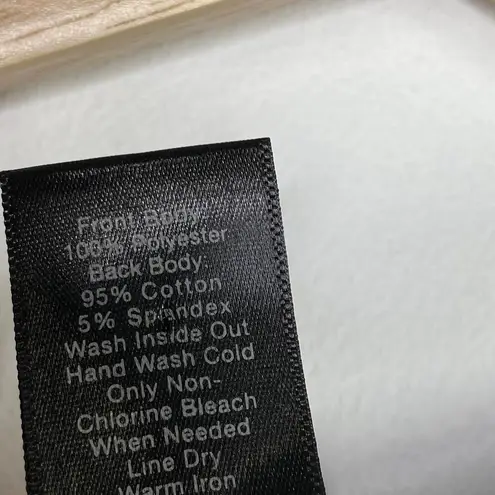 Front Body:
100% Polyester
Back Body:
95% Cotton
5% Spandex
Wash Inside Out
Hand Wash Cold
Only Non-
Chlorine Bleach
When Needed
Line Dry
Warm Iron